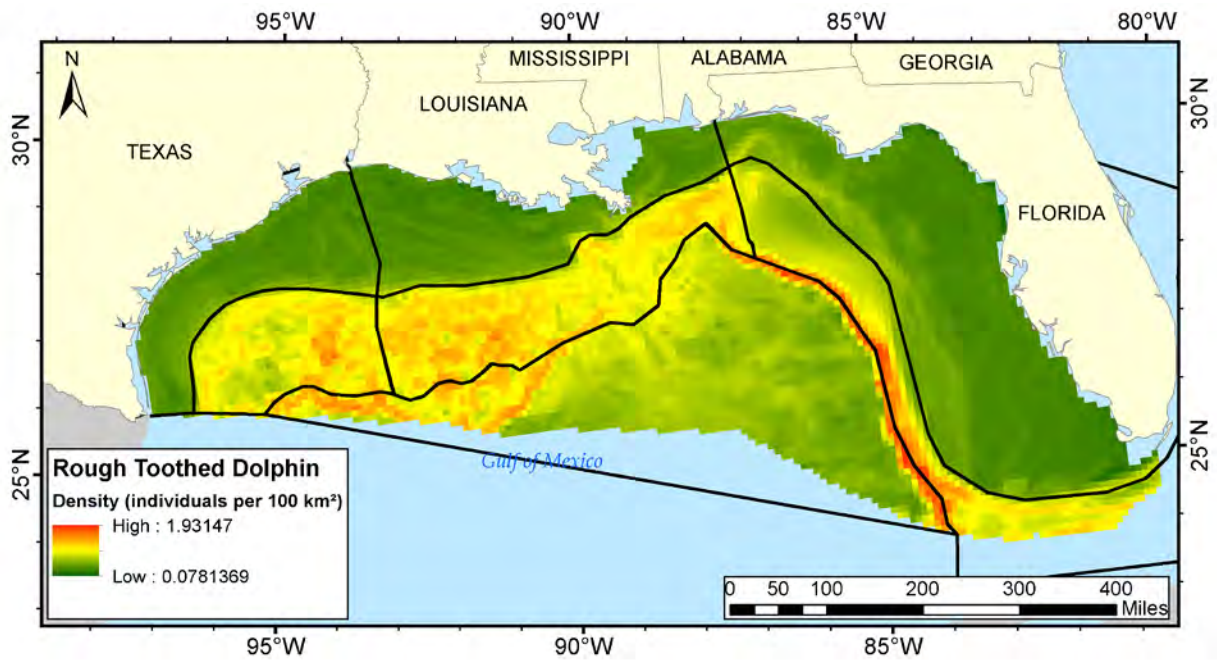 95°W 90°W 85°W 80°W
N
MISSISSIPPI ALABAMA GEORGIA
LOUISIANA
TEXAS
30°N 30°N
FLORIDA
25°N 25°N
Gulf of Mexico
Rough Toothed Dolphin
Density (individuals per 100 km²)
High : 1.93147
Low : 0.0781369
0 50 100 200 300 400
Miles
95°W 90°W 85°W